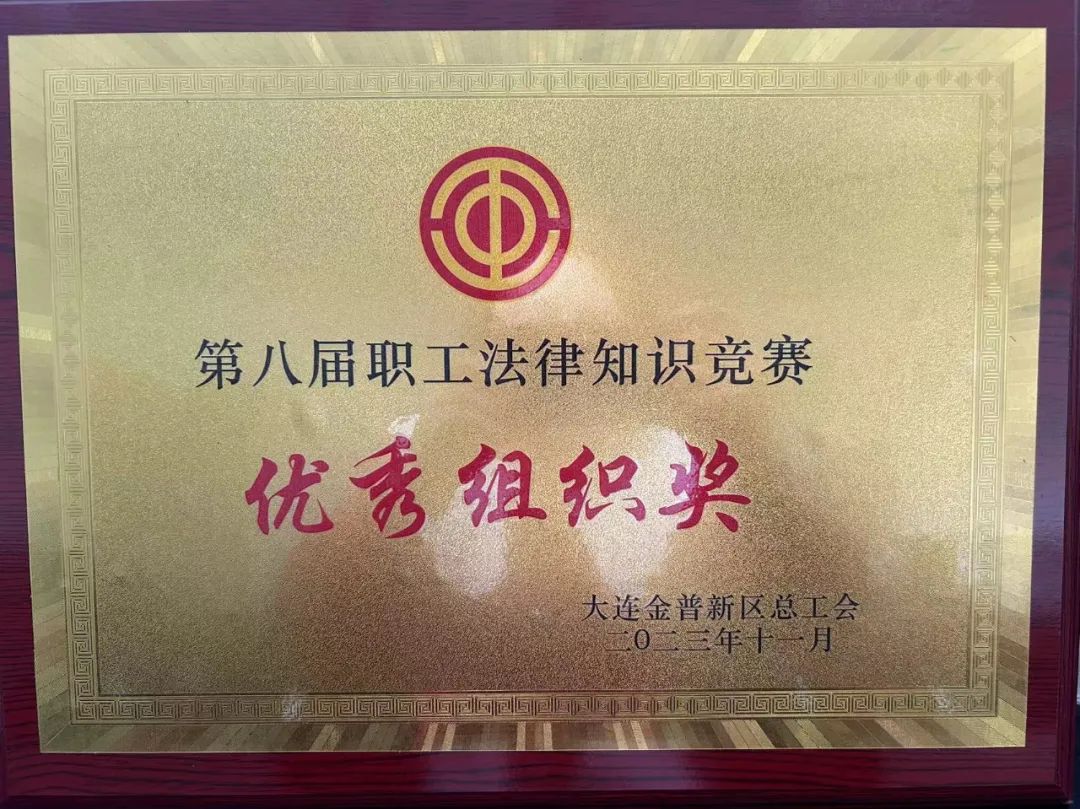 第八届职工法律知识竞赛
优秀组织奖
大连金普新区总工会
二〇二三年十一月